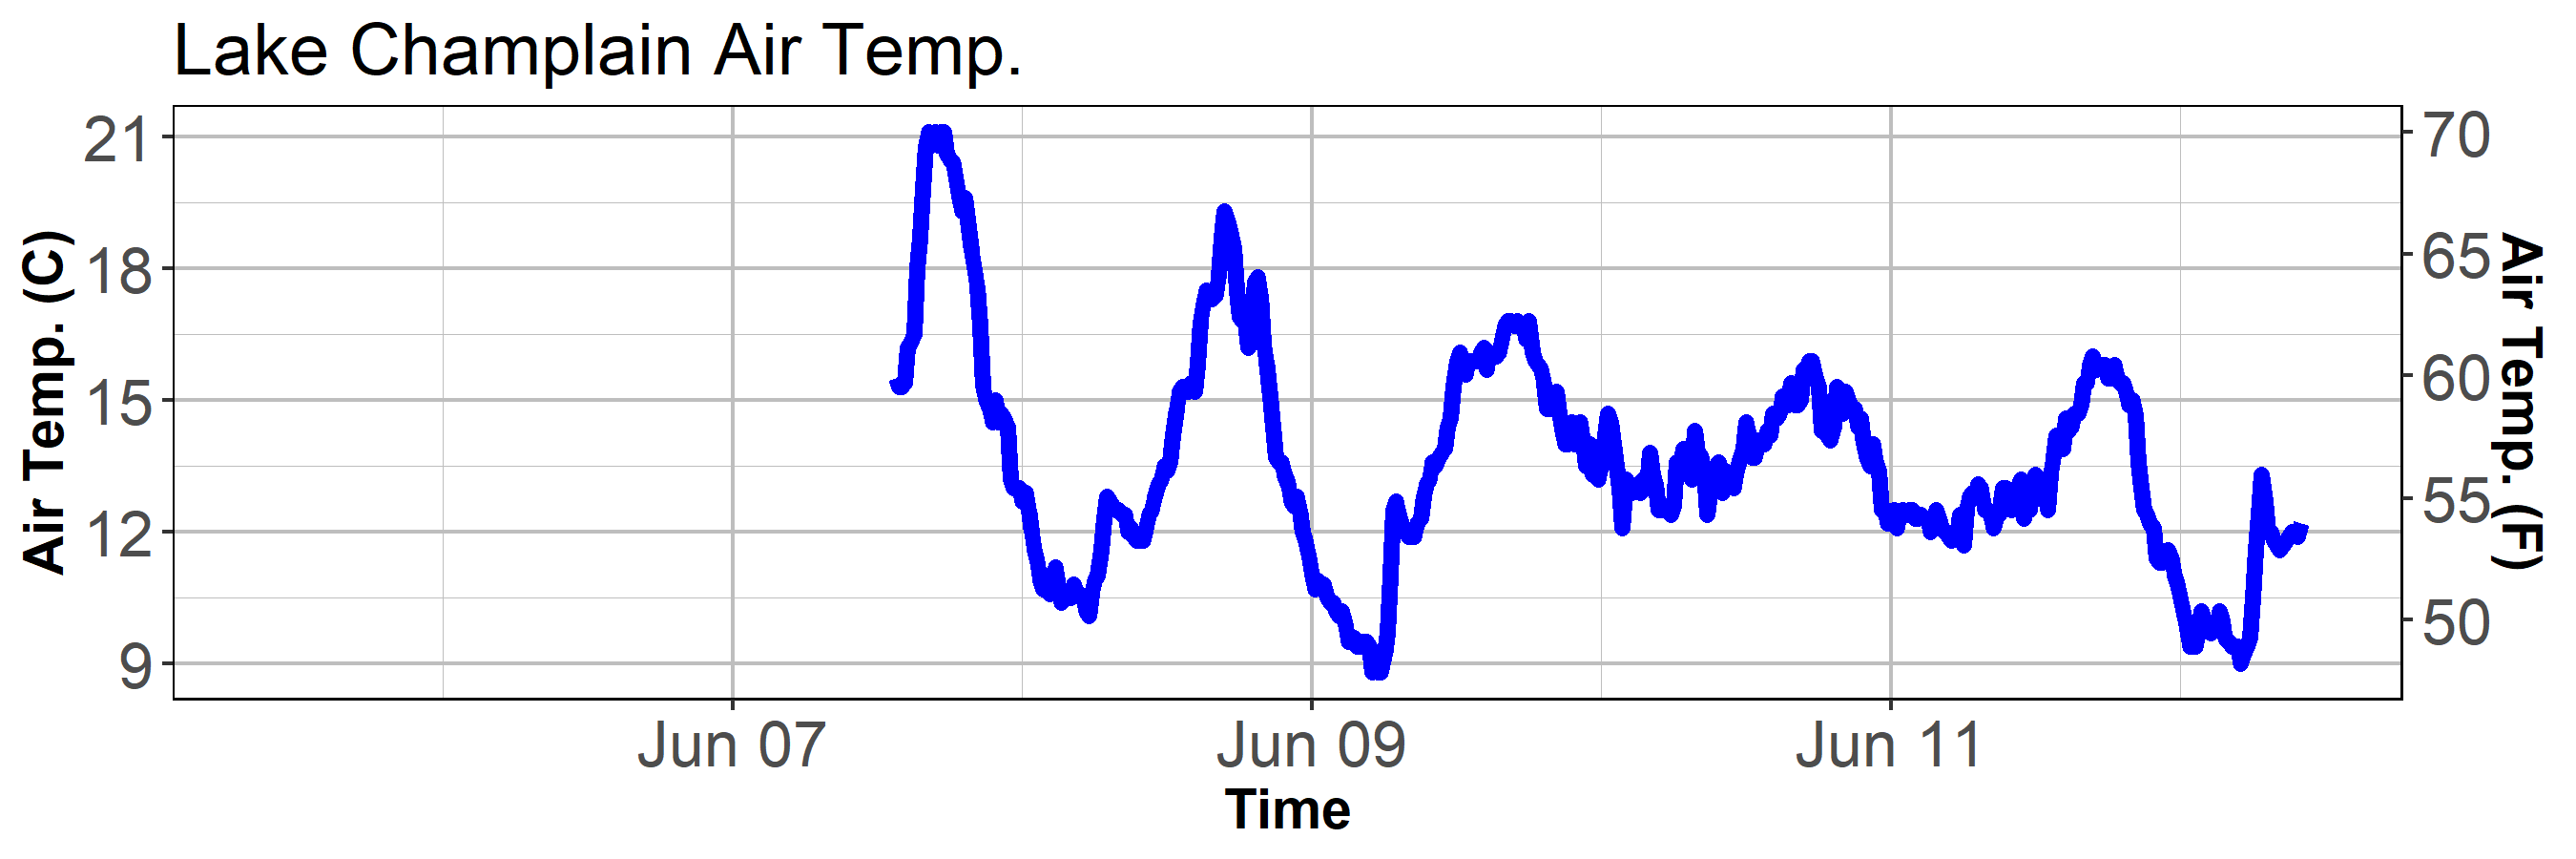 Lake Champlain Air Temp.
21
18
15
12
9
Air Temp. (C)
70
65
60
55
50
Air Temp. (F)
Jun 07
Jun 09
Jun 11
Time